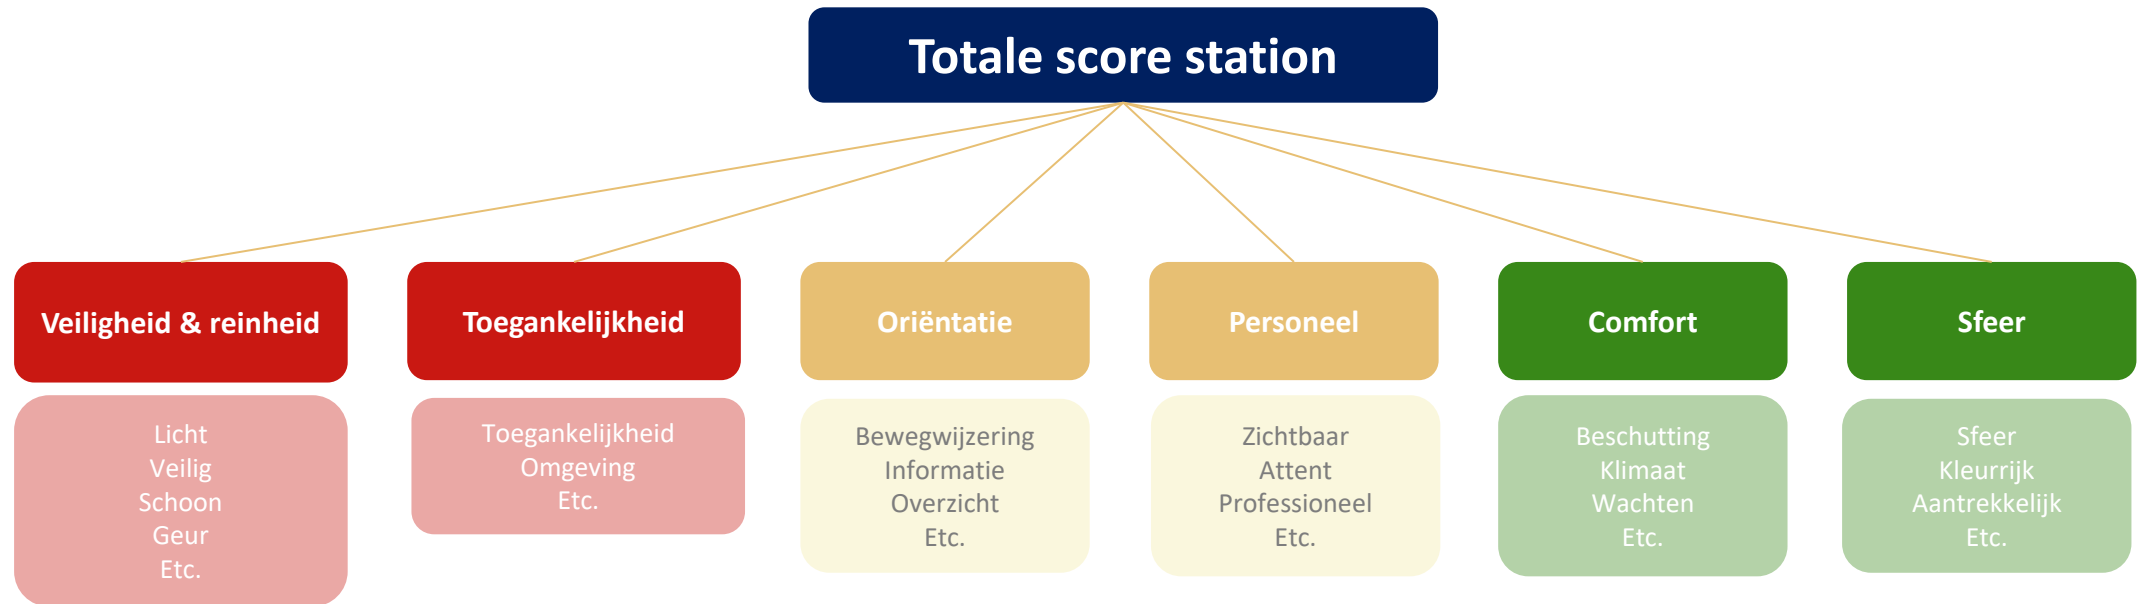 Totale score station
Veiligheid & reinheid
Licht
Veilig
Schoon
Geur
Etc.
Toegankelijkheid
Toegankelijkheid
Omgeving
Etc.
Oriëntatie
Bewegwijzering
Informatie
Overzicht
Etc.
Personeel
Zichtbaar
Attent
Professioneel
Etc.
Comfort
Beschutting
Klimaat
Wachten
Etc.
Sfeer
Sfeer
Kleurrijk
Aantrekkelijk
Etc.